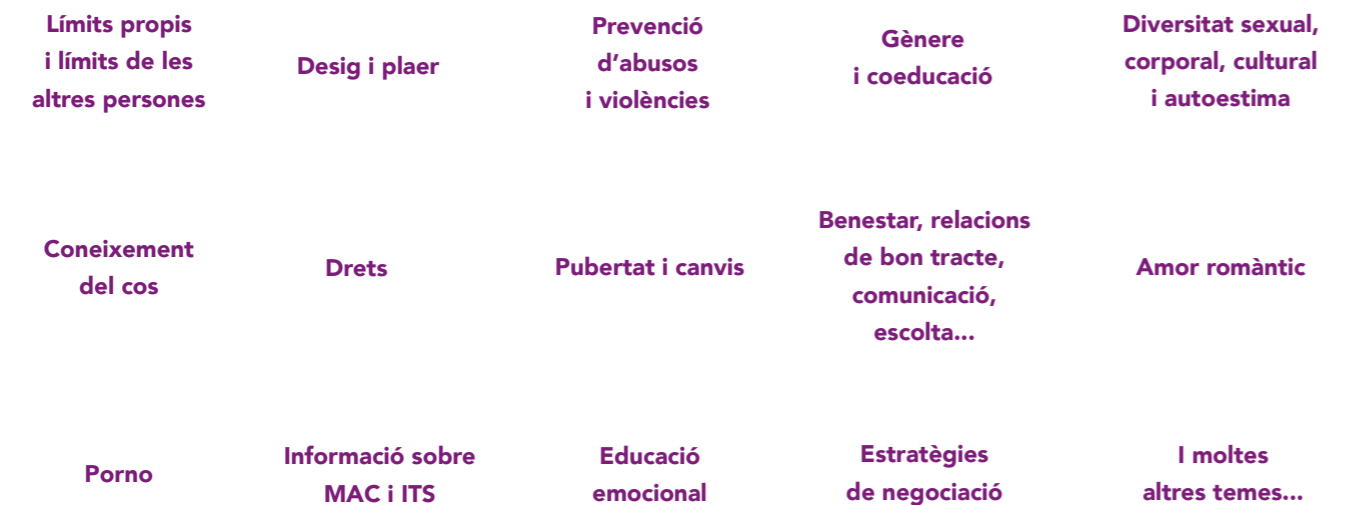 Límits propis
i límits de les
altres persones
Desig i plaer
Prevenció
d’abusos
i violències
Gènere
i coeducació
Diversitat sexual,
corporal, cultural
i autoestima
Coneixement
del cos
Drets
Pubertat i canvis
Benestar, relacions
de bon tracte,
comunicació,
escolta...
Amor romàntic
Porno
Informació sobre
MAC i ITS
Educació
emocional
Estratègies
de negociació
I moltes
altres temes...